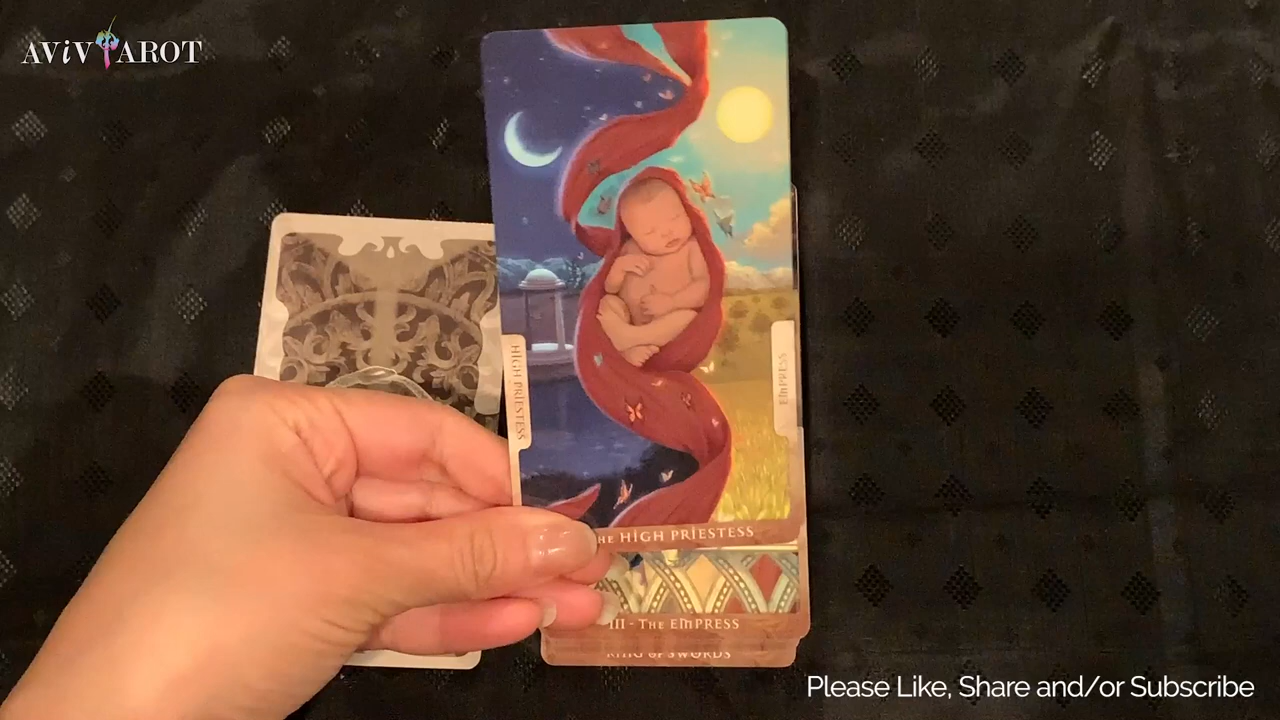 AViV TAROT
HIGH PRIESTESS
EMPRESS
THE HIGH PRIESTESS
III - THE EMPRESS
KING OF SWORDS
Please Like, Share and/or Subscribe